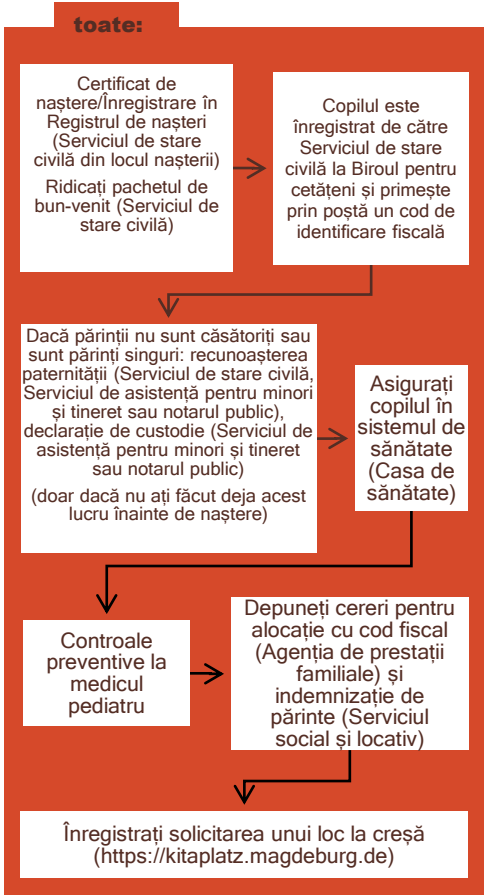 toate:
Certificat de
naștere/Înregistrare în
Registrul de nașteri
(Serviciul de stare
civilă din locul nașterii)
Ridicați pachetul de
bun-venit (Serviciul de
stare civilă)
Copilul este
înregistrat de către
Serviciul de stare
civilă la Biroul pentru
cetățeni și primește
prin poștă un cod de
identificare fiscală
Dacă părinții nu sunt căsătoriți sau
sunt părinți singuri: recunoașterea
paternității (Serviciul de stare civilă,
Serviciul de asistență pentru minori
și tineret sau notarul public),
declarație de custodie (Serviciul de
asistență pentru minori și tineret
sau notarul public)
(doar dacă nu ați făcut deja acest
lucru înainte de naștere)
Asigurați
copilul în
sistemul de
sănătate
(Casa de
sănătate)
Controale
preventive la
medicul
pediatru
Depuneți cereri pentru
alocație cu cod fiscal
(Agenția de prestații
familiale) și
indemnizație de
părinte (Serviciul
social și locativ)
Înregistrați solicitarea unui loc la creșă
(https://kitaplatz.magdeburg.de)